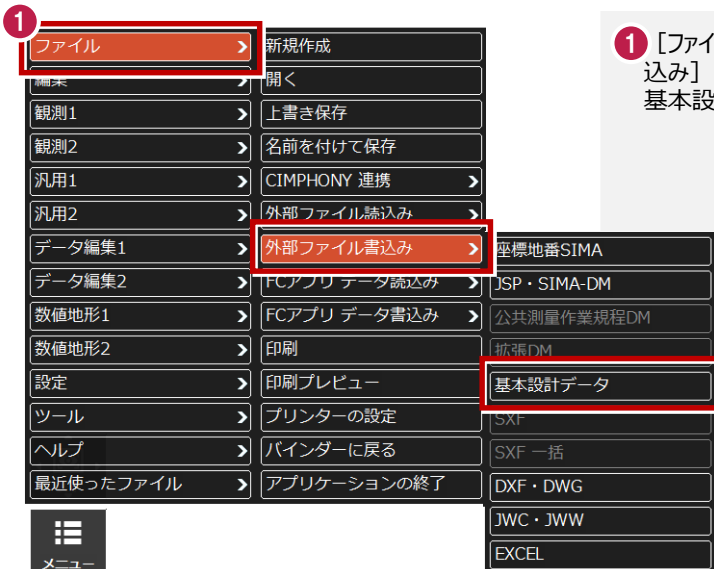 1
ファイル
編集
観測1
観測2
汎用1
汎用2
データ編集1
データ編集2
数値地形1
数値地形2
設定
ツール
ヘルプ
最近使ったファイル
メニュー
新規作成
開く
上書き保存
名前を付けて保存
CIMPHONY 連携
外部ファイル読込み
外部ファイル書込み
FCアプリ データ読込み
FCアプリ データ書込み
印刷
印刷プレビュー
プリンターの設定
バインダーに戻る
アプリケーションの終了
座標地番SIMA
JSP・SIMA-DM
公共測量作業規程DM
拡張DM
基本設計データ
SXF
SXF 一括
DXF・DWG
JWC・JWW
EXCEL
1 [ファイ
込み]
基本設